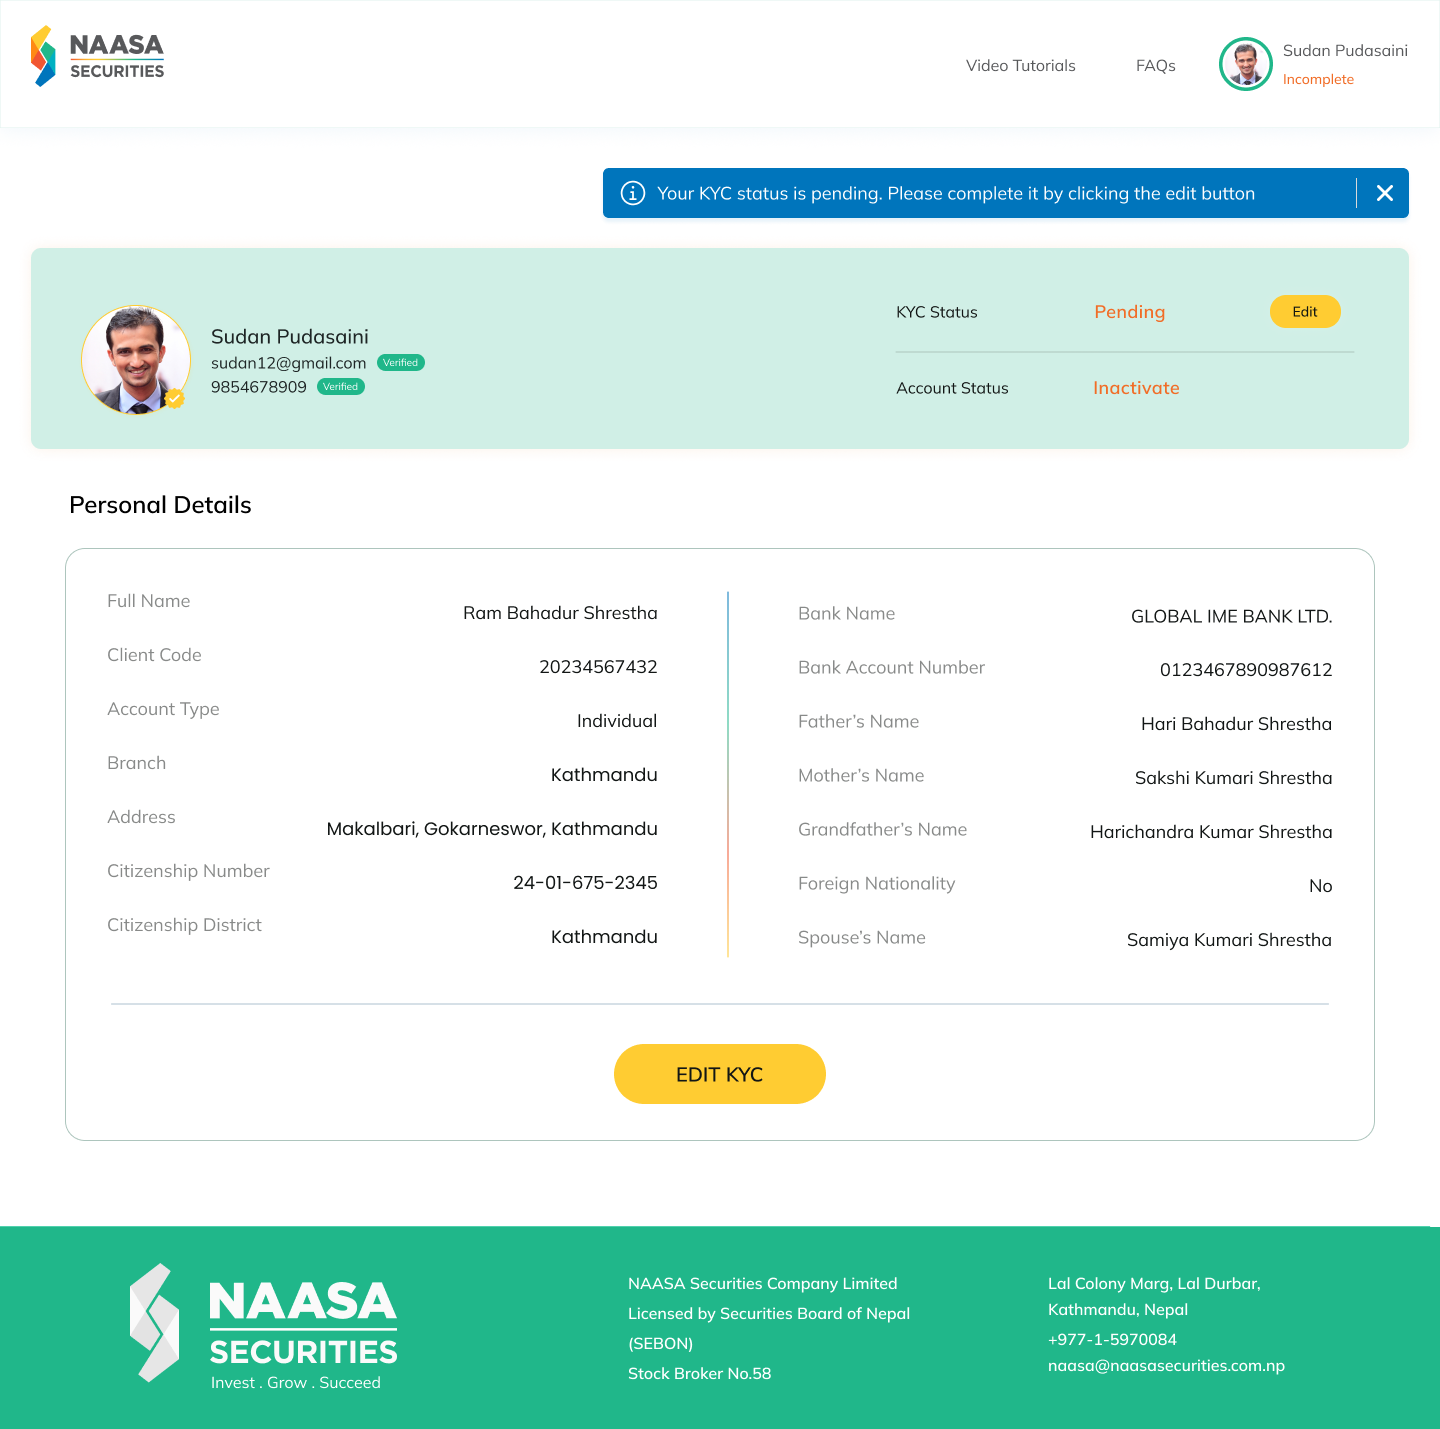 NAASA
SECURITIES
Video Tutorials
FAQs
Sudan Pudasaini
Incomplete
Your KYC status is pending. Please complete it by clicking the edit button
Sudan Pudasaini
sudan12@gmail.com Verified
9854678909 Verified
KYC Status Pending Edit
Account Status Inactivate
Personal Details
Full Name Ram Bahadur Shrestha
Client Code 20234567432
Account Type Individual
Branch Kathmandu
Address Makalbari, Gokarneswor, Kathmandu
Citizenship Number 24-01-675-2345
Citizenship District Kathmandu
Bank Name GLOBAL IME BANK LTD.
Bank Account Number 0123467890987612
Father's Name Hari Bahadur Shrestha
Mother's Name Sakshi Kumari Shrestha
Grandfather's Name Harichandra Kumar Shrestha
Foreign Nationality No
Spouse's Name Samiya Kumari Shrestha
EDIT KYC
NAASA
SECURITIES
Invest . Grow . Succeed
NAASA Securities Company Limited
Licensed by Securities Board of Nepal
(SEBON)
Stock Broker No.58
Lal Colony Marg, Lal Durbar,
Kathmandu, Nepal
+977-1-5970084
naasa@naasasecurities.com.np